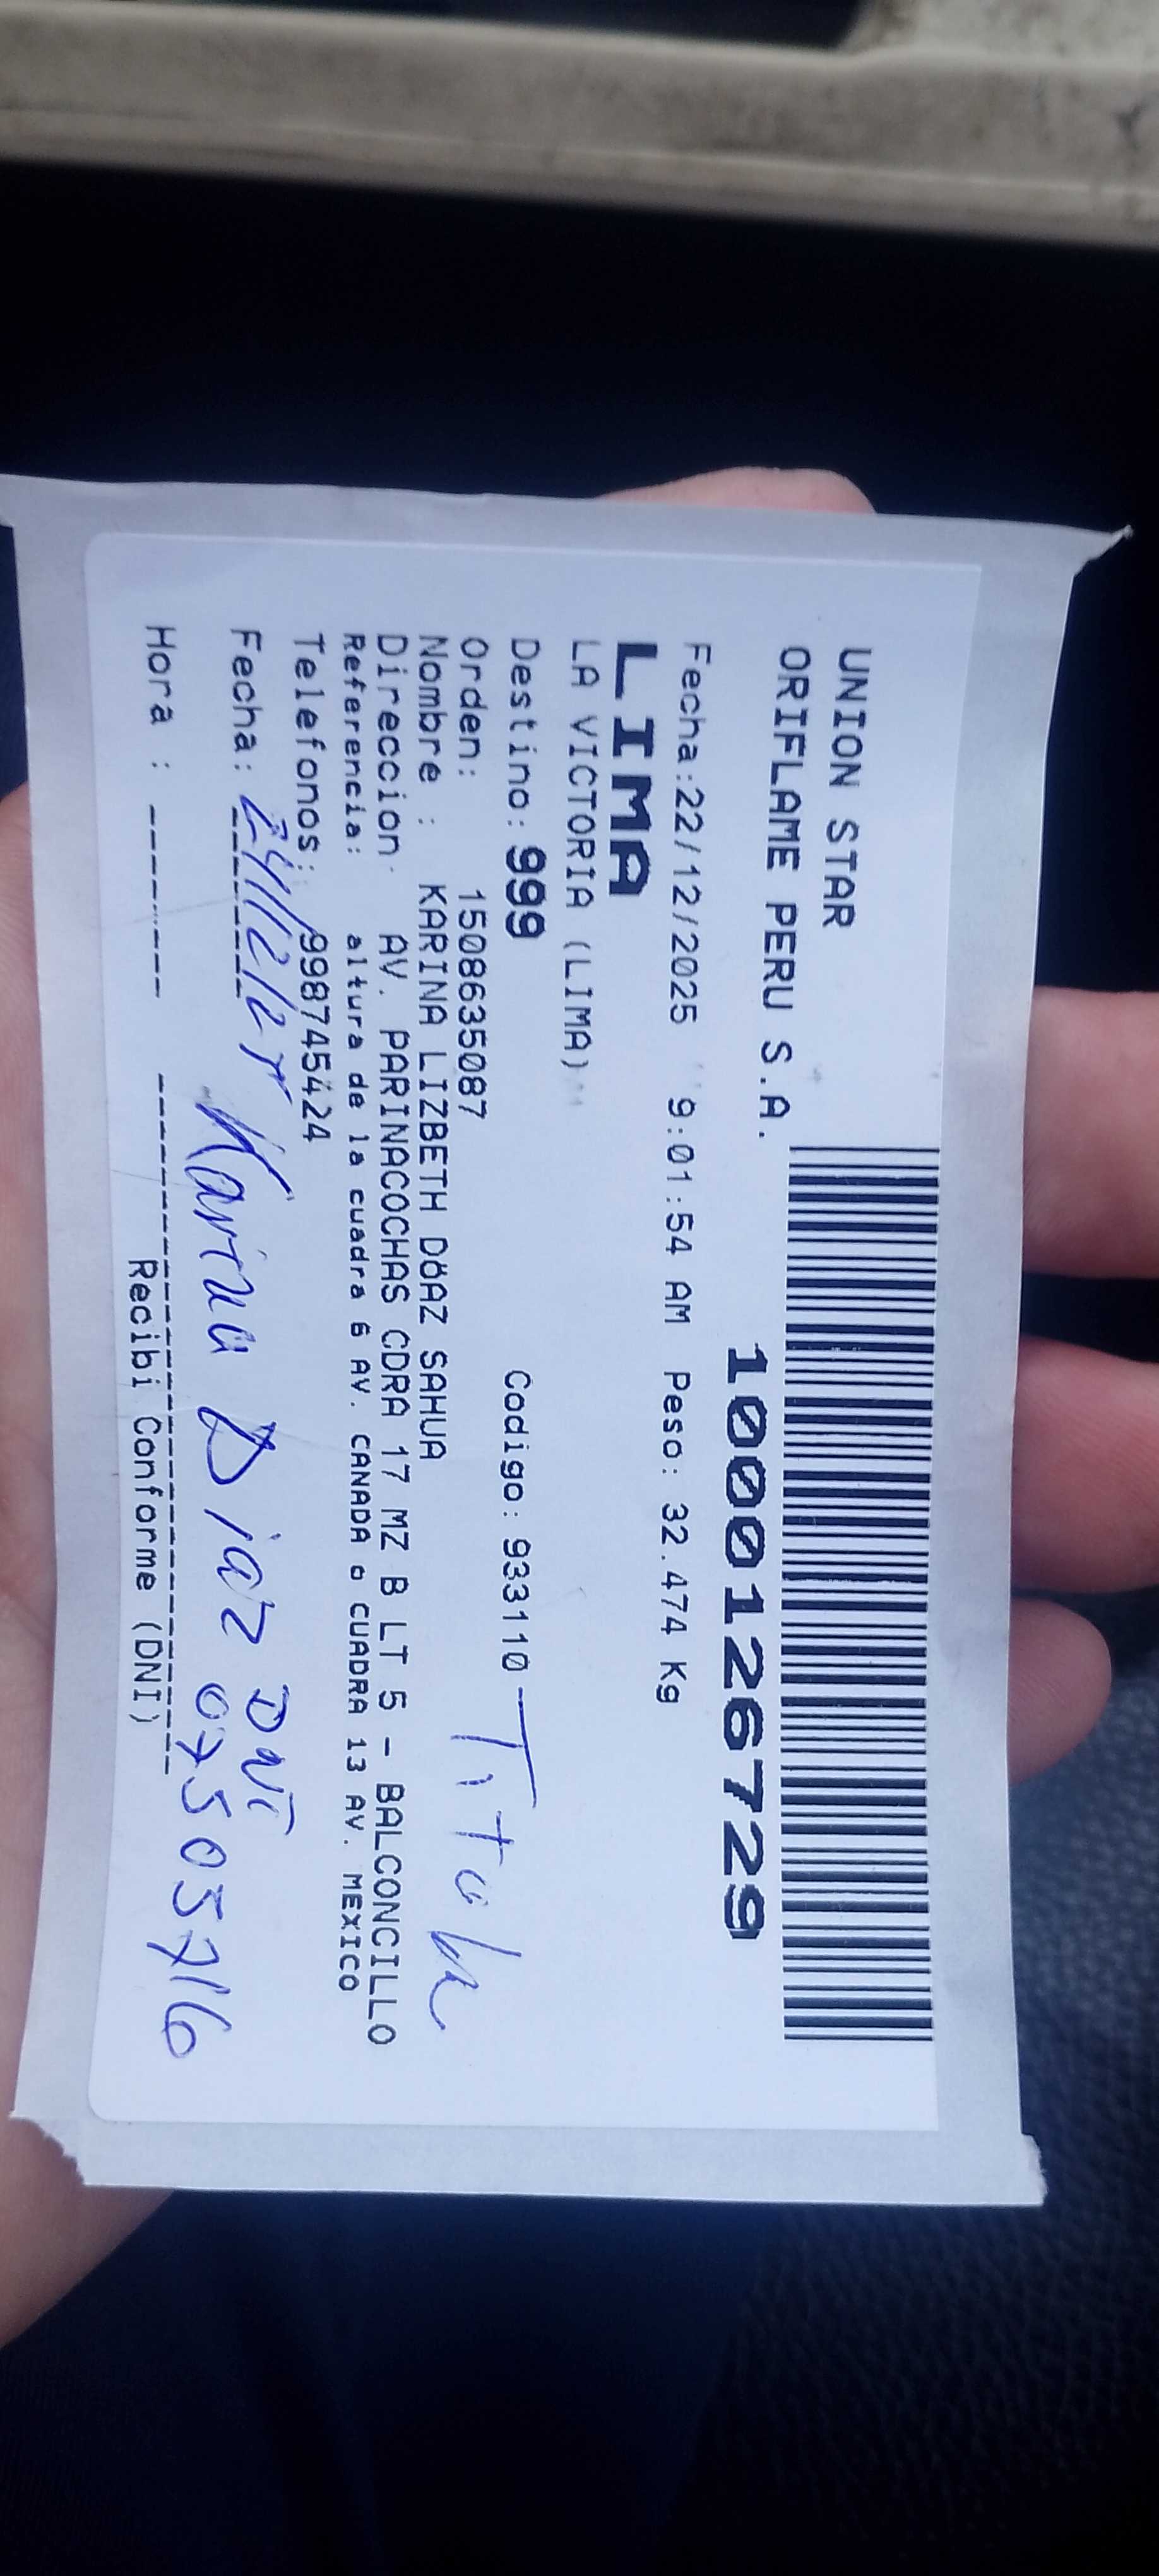 UNION STAR
ORIFLAME PERU S.A.
1000126729
Fecha:22/12/2025 9:01:54 AM Peso: 32.474 Kg
LIMA
LA VICTORIA (LIMA)
Destino: 999 Codigo: 933110
Orden: 1508635087
Titula
Nombre : KARINA LIZBETH DÖAZ SAHUA
Direccion AV. PARINACOCHAS CDRA 17 MZ B LT 5 - BALCONCILLO
Referencia: altura de la cuadra 6 AV. CANADA o CUADRA 13 AV. MEXICO
Telefonos: 998745424
Fecha: 24/12/25 Karina Diaz DNI 07505716
Hora :
Recibi Conforme (DNI)